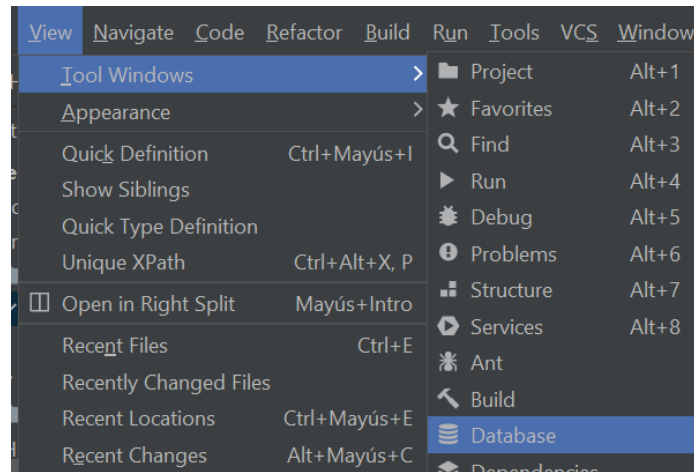 View Navigate Code Refactor Build Run Tools VCS Window
Tool Windows
Appearance
Quick Definition Ctrl+Mayús+I
Show Siblings
Quick Type Definition
Unique XPath Ctrl+Alt+X, P
Open in Right Split Mayús+Intro
Recent Files Ctrl+E
Recently Changed Files
Recent Locations Ctrl+Mayús+E
Recent Changes Alt+Mayús+C
Project Alt+1
Favorites Alt+2
Find Alt+3
Run Alt+4
Debug Alt+5
Problems Alt+6
Structure Alt+7
Services Alt+8
Ant
Build
Database
Dependencies